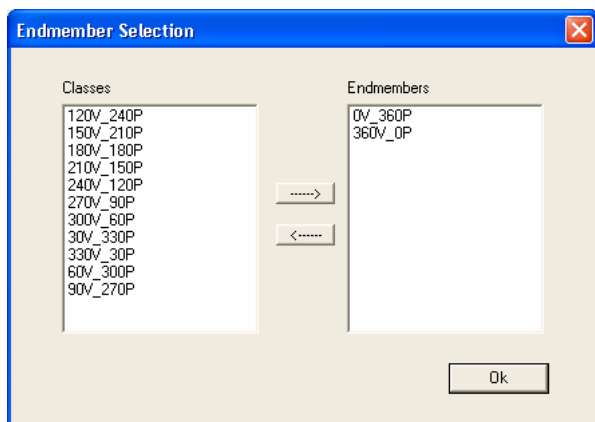 Endmember Selection
Classes
Endmembers
120V_240P
150V_210P
180V_180P
210V_150P
240V_120P
270V_90P
300V_60P
30V_330P
330V_30P
60V_300P
90V_270P
0V_360P
360V_0P
------>
<------
Ok